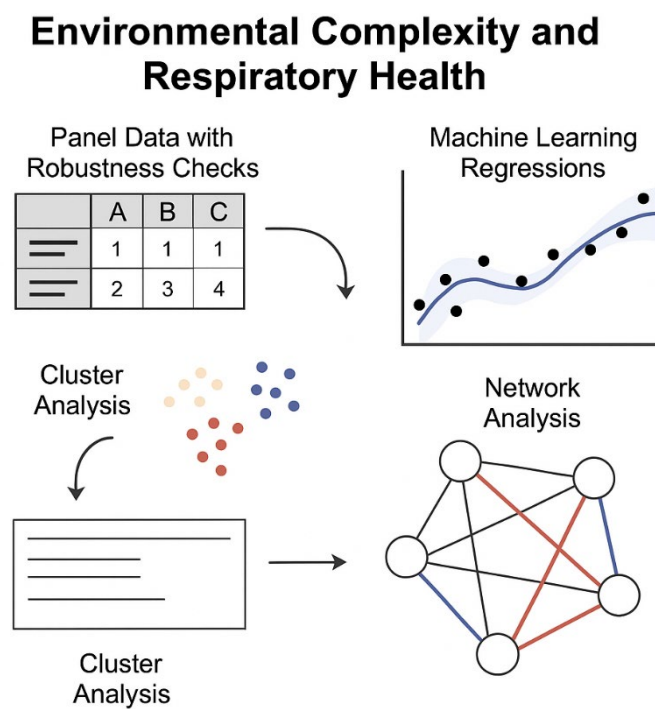 Environmental Complexity and
Respiratory Health
Panel Data with
Robustness Checks
A B C
1 1 1
2 3 4
Machine Learning
Regressions
Cluster
Analysis
Network
Analysis
Cluster
Analysis